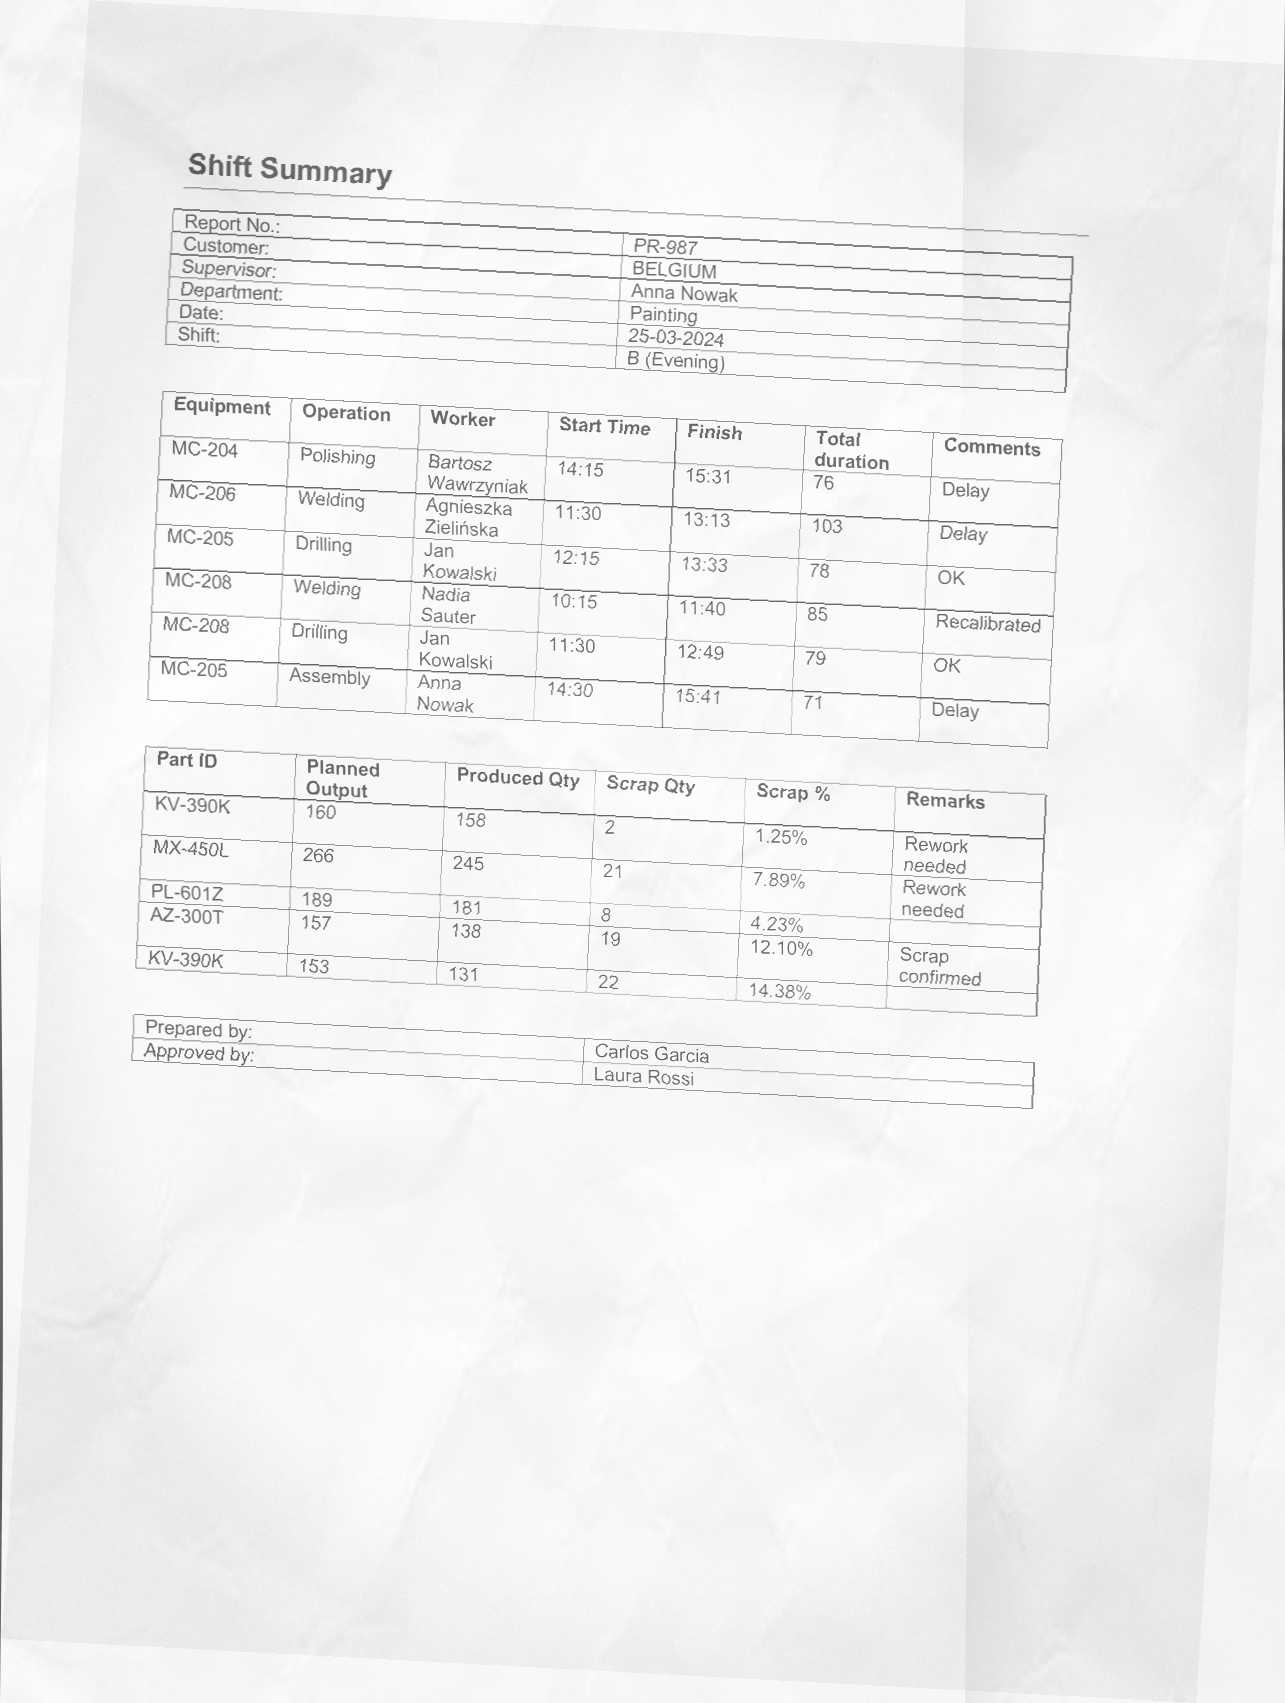 Shift Summary
Report No.: PR-987
Customer: BELGIUM
Supervisor: Anna Nowak
Department: Painting
Date: 25-03-2024
Shift: B (Evening)
Equipment Operation Worker Start Time Finish Total duration Comments
MC-204 Polishing Bartosz Wawrzyniak 14:15 15:31 76 Delay
MC-206 Welding Agnieszka Zielińska 11:30 13:13 103 Delay
MC-205 Drilling Jan Kowalski 12:15 13:33 78 OK
MC-208 Welding Nadia Sauter 10:15 11:40 85 Recalibrated
MC-208 Drilling Jan Kowalski 11:30 12:49 79 OK
MC-205 Assembly Anna Nowak 14:30 15:41 71 Delay
Part ID Planned Output Produced Qty Scrap Qty Scrap % Remarks
KV-390K 160 158 2 1.25% Rework needed
MX-450L 266 245 21 7.89% Rework needed
PL-601Z 189 181 8 4.23%
AZ-300T 157 138 19 12.10% Scrap confirmed
KV-390K 153 131 22 14.38%
Prepared by: Carlos Garcia
Approved by: Laura Rossi